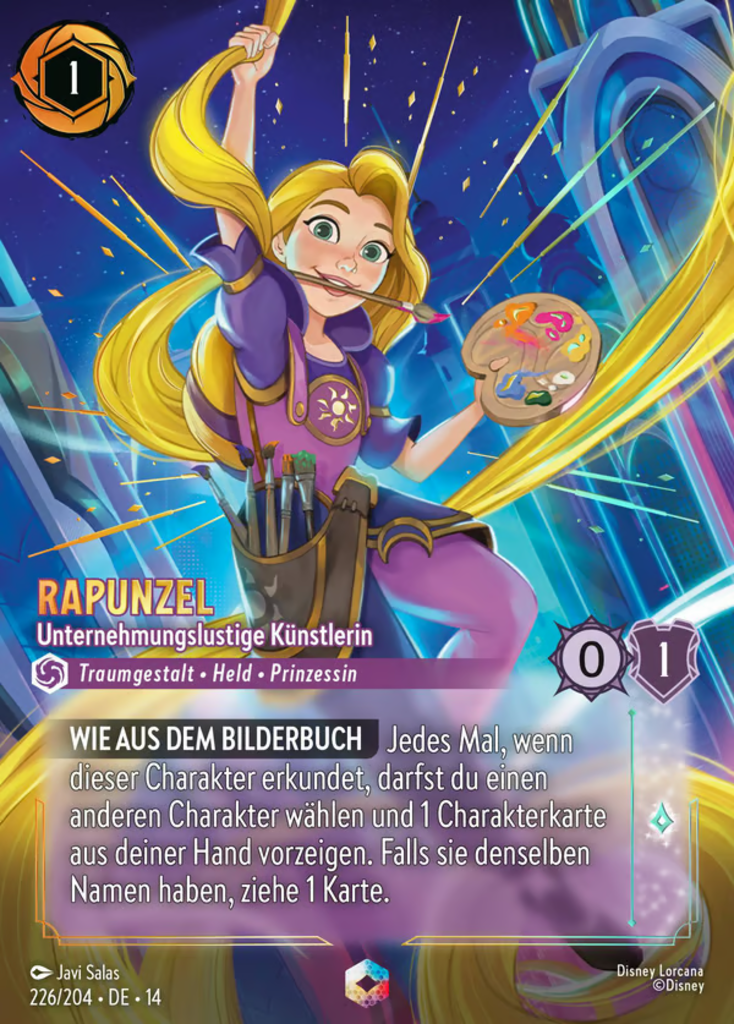 1
RAPUNZEL
Unternehmungslustige Künstlerin
Traumgestalt • Held • Prinzessin
0 1
WIE AUS DEM BILDERBUCH Jedes Mal, wenn
dieser Charakter erkundet, darfst du einen
anderen Charakter wählen und 1 Charakterkarte
aus deiner Hand vorzeigen. Falls sie denselben
Namen haben, ziehe 1 Karte.
Javi Salas
226/204 • DE • 14
Disney Lorcana
©Disney